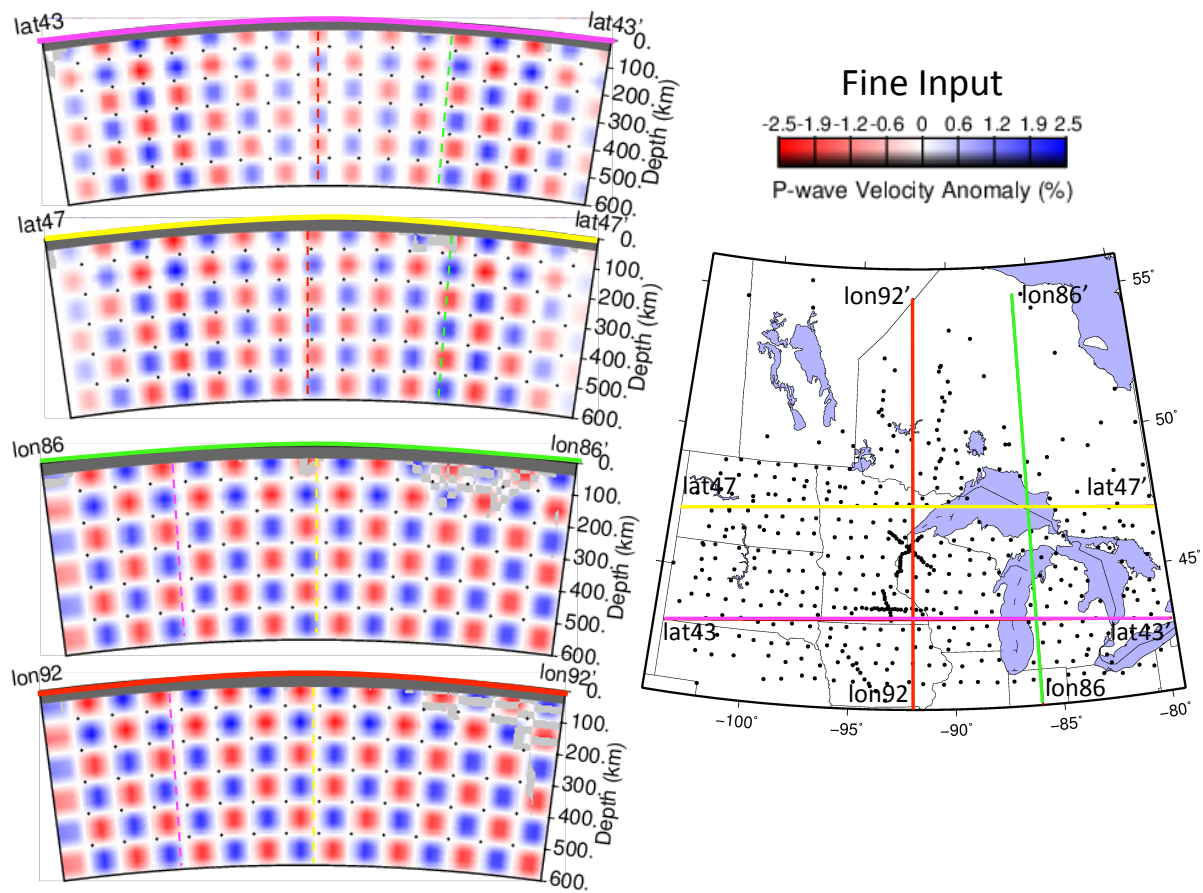 lat43
lat43’
0.
100.
200.
300.
400.
500.
600.
Depth (km)
lat47
lat47’
0.
100.
200.
300.
400.
500.
600.
Depth (km)
lon86
lon86’
0.
100.
200.
300.
400.
500.
600.
Depth (km)
lon92
lon92’
0.
100.
200.
300.
400.
500.
600.
Depth (km)
Fine Input
-2.5 -1.9 -1.2 -0.6 0 0.6 1.2 1.9 2.5
P-wave Velocity Anomaly (%)
55°
lon92’
lon86’
50°
lat47
lat47’
45°
lat43
lat43’
lon92
lon86
-100
-95
-90
-85
-80°